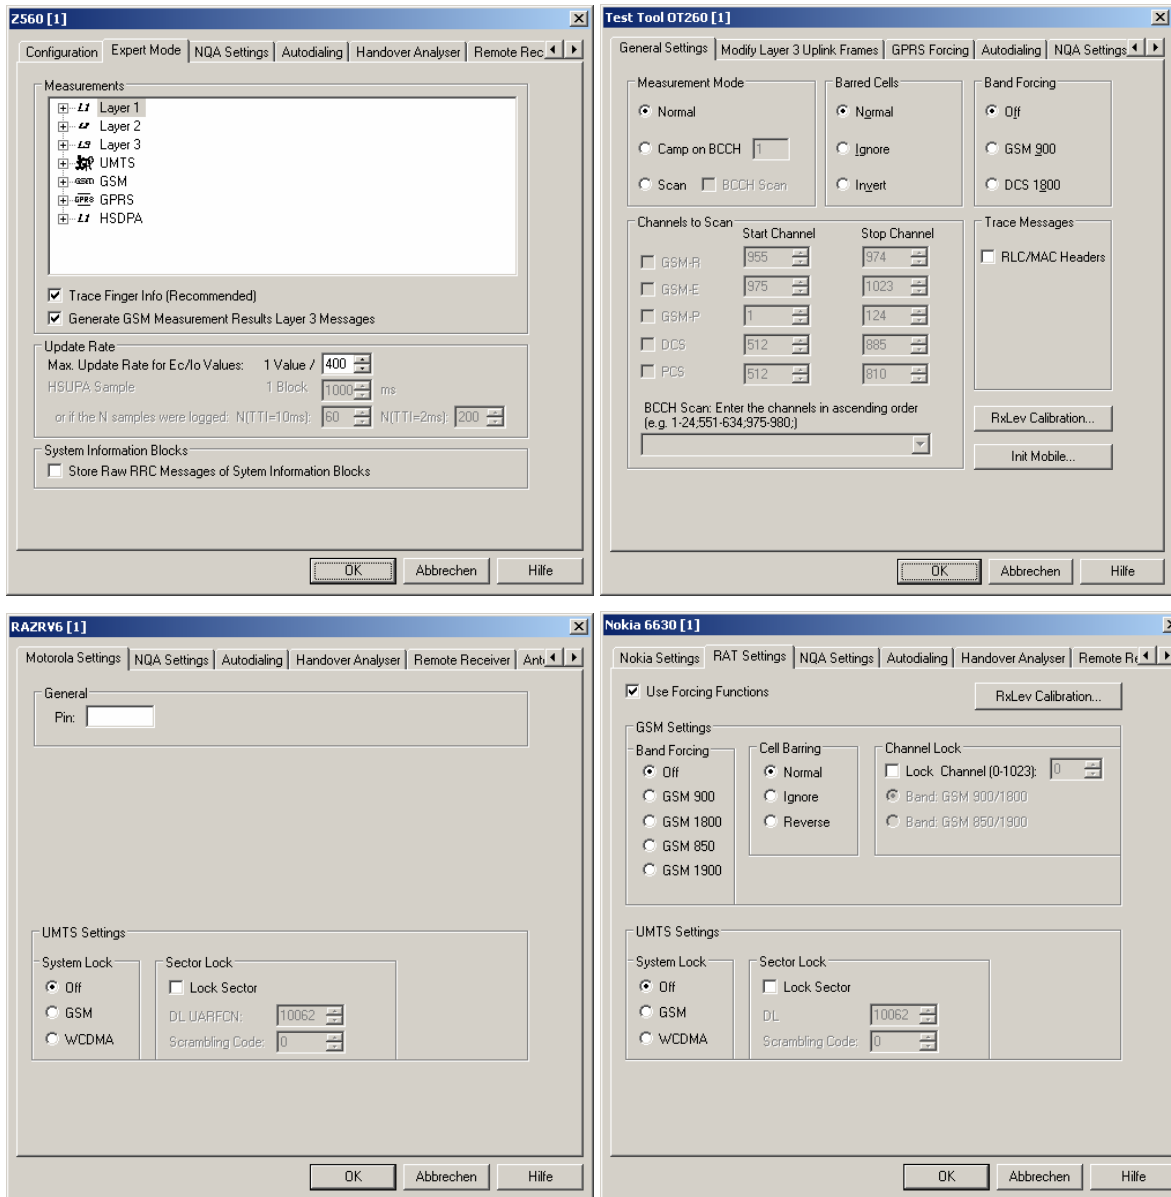 Z560 [1]
Configuration Expert Mode NQA Settings Autodialing Handover Analyser Remote Rec
Measurements
L1 Layer 1
L2 Layer 2
L3 Layer 3
3GP UMTS
GSM GSM
GPRS GPRS
L1 HSDPA
Trace Finger Info (Recommended)
Generate GSM Measurement Results Layer 3 Messages
Update Rate
Max. Update Rate for Ec/Io Values: 1 Value / 400
HSUPA Sample 1 Block 1000 ms
or if the N samples were logged: N(TTI=10ms): 60 N(TTI=2ms): 200
System Information Blocks
Store Raw RRC Messages of Sytem Information Blocks
OK Abbrechen Hilfe
Test Tool OT260 [1]
General Settings Modify Layer 3 Uplink Frames GPRS Forcing Autodialing NQA Settings
Measurement Mode
Normal
Camp on BCCH 1
Scan BCCH Scan
Barred Cells
Normal
Ignore
Invert
Band Forcing
Off
GSM 900
DCS 1800
Channels to Scan
Start Channel Stop Channel
GSM-R 955 974
GSM-E 975 1023
GSM-P 1 124
DCS 512 885
PCS 512 810
BCCH Scan: Enter the channels in ascending order
(e.g. 1-24;551-634;975-980;)
Trace Messages
RLC/MAC Headers
RxLev Calibration...
Init Mobile...
OK Abbrechen Hilfe
RAZRV6 [1]
Motorola Settings NQA Settings Autodialing Handover Analyser Remote Receiver Ant
General
Pin:
UMTS Settings
System Lock
Off
GSM
WCDMA
Sector Lock
Lock Sector
DL UARFCN: 10062
Scrambling Code: 0
OK Abbrechen Hilfe
Nokia 6630 [1]
Nokia Settings RAT Settings NQA Settings Autodialing Handover Analyser Remote Re
Use Forcing Functions
RxLev Calibration...
GSM Settings
Band Forcing
Off
GSM 900
GSM 1800
GSM 850
GSM 1900
Cell Barring
Normal
Ignore
Reverse
Channel Lock
Lock Channel (0-1023): 0
Band: GSM 900/1800
Band: GSM 850/1900
UMTS Settings
System Lock
Off
GSM
WCDMA
Sector Lock
Lock Sector
DL 10062
Scrambling Code: 0
OK Abbrechen Hilfe